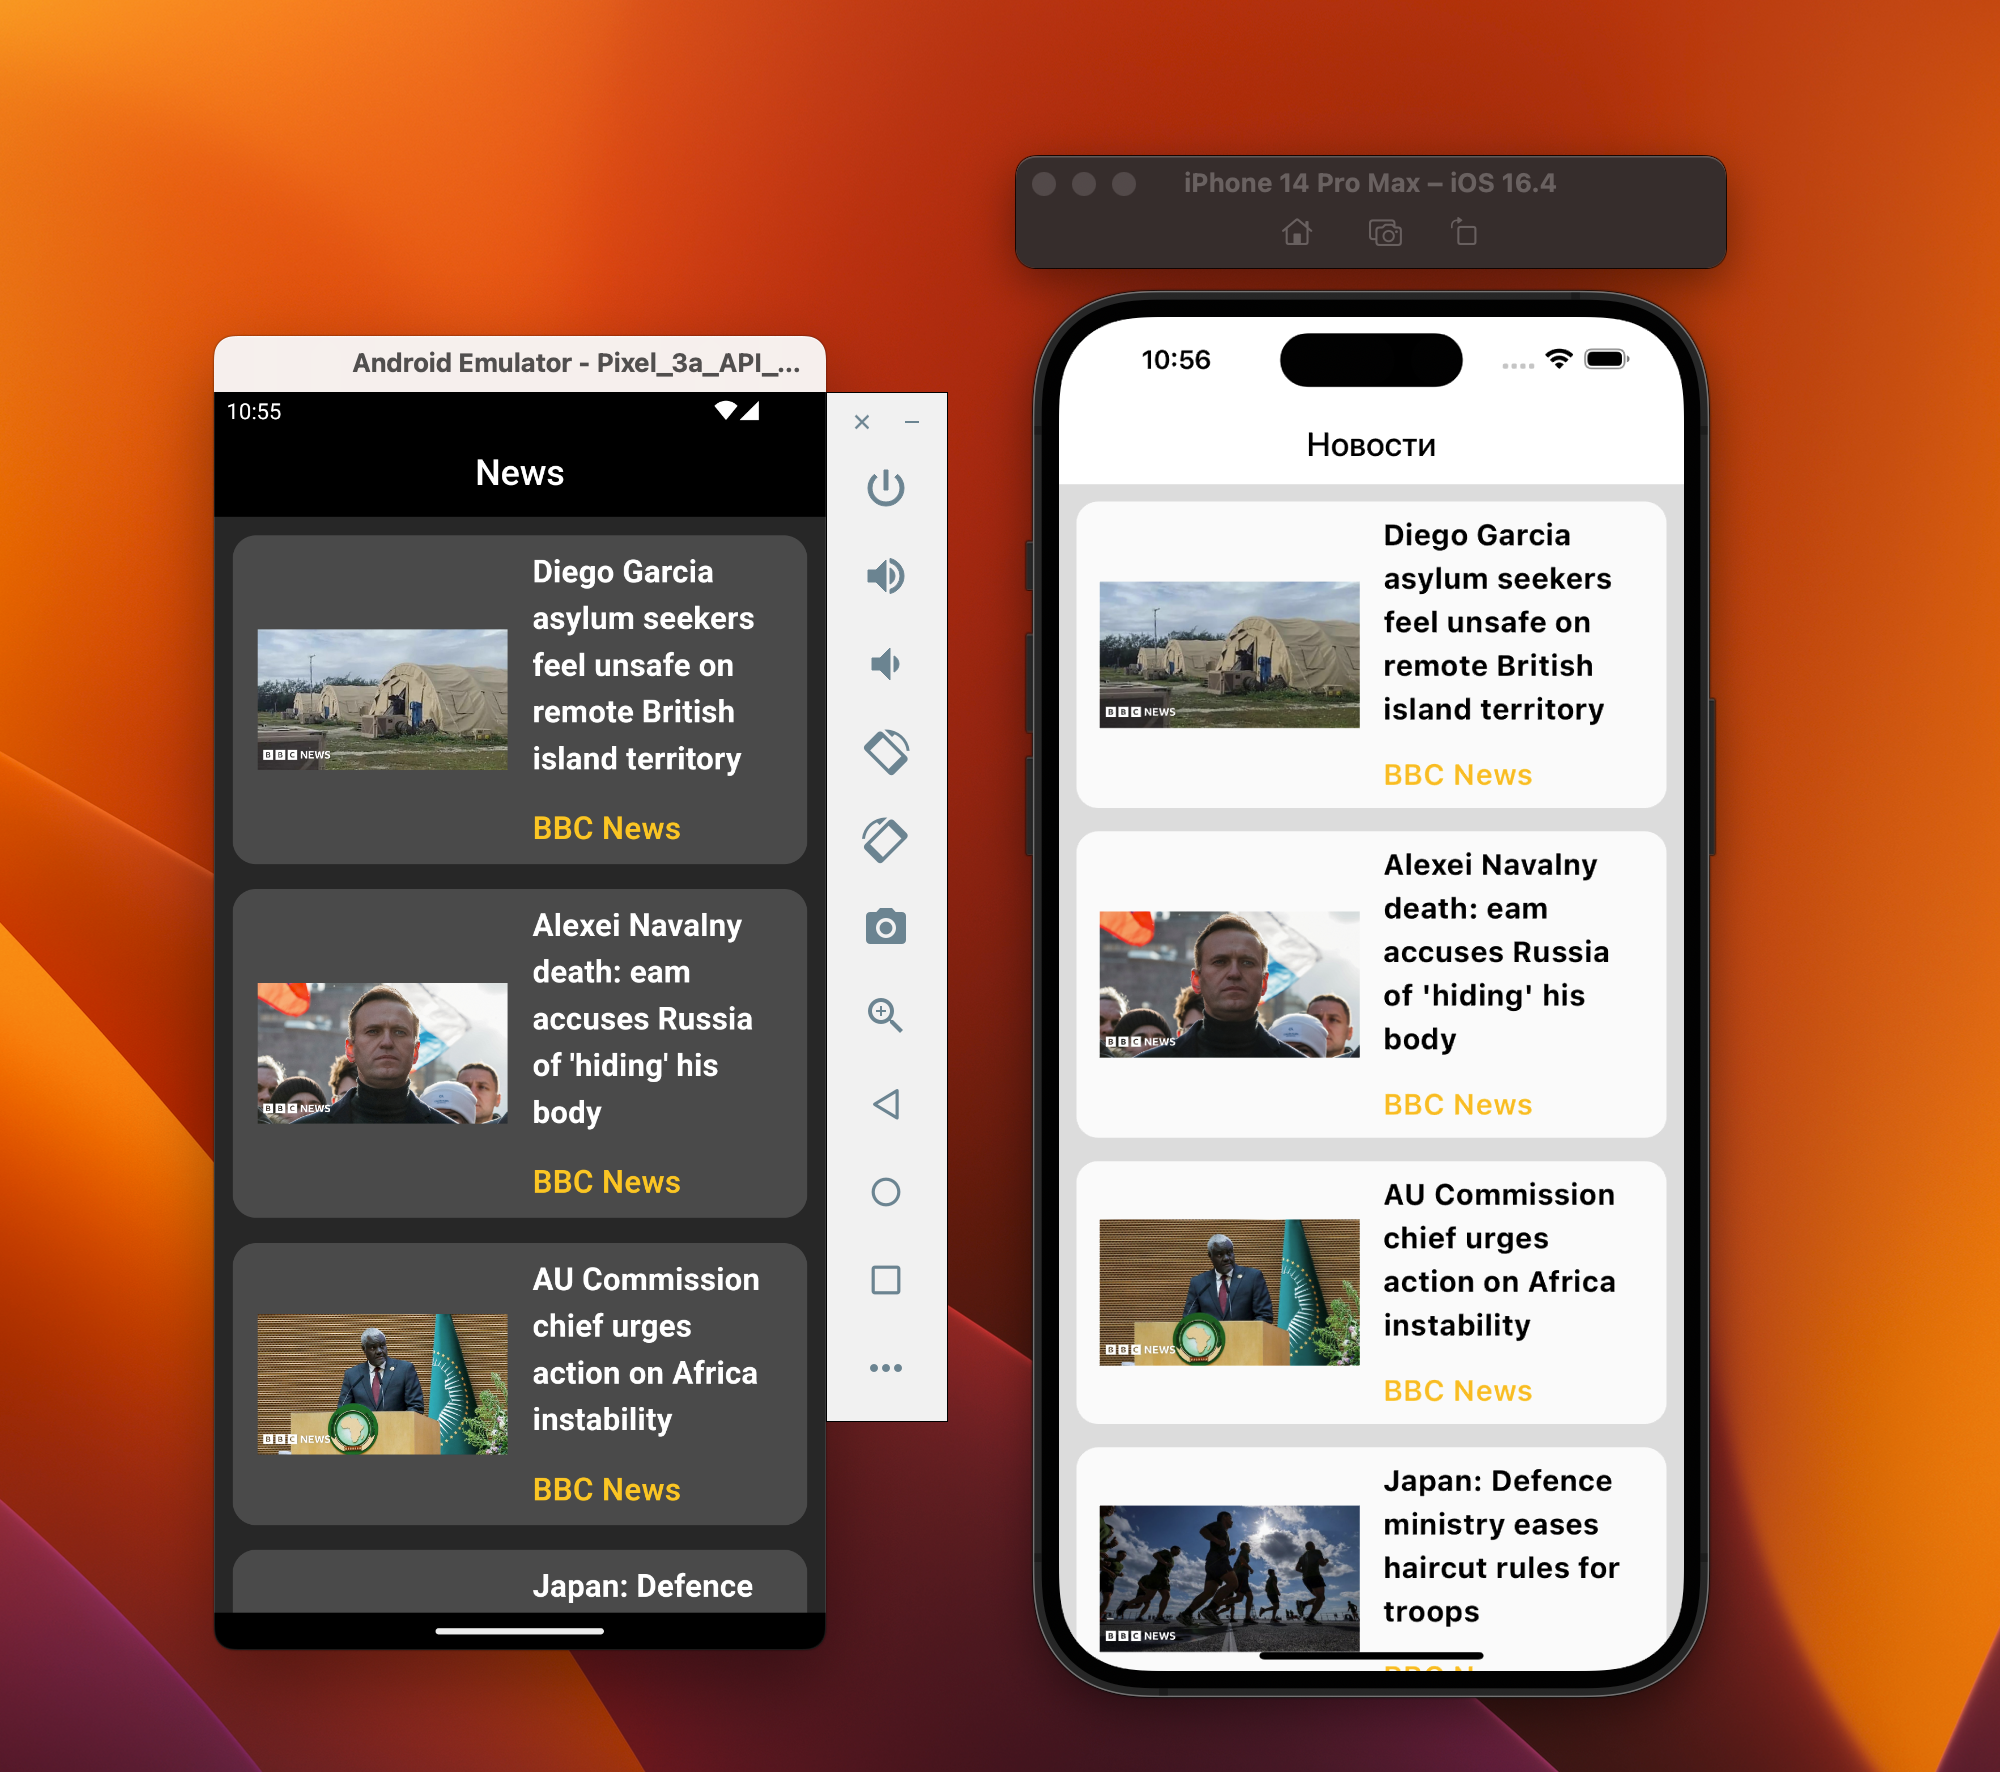 Android Emulator - Pixel_3a_API_...
10:55
News
Diego Garcia
asylum seekers
feel unsafe on
remote British
island territory
BBC NEWS
BBC News
Alexei Navalny
death: eam
accuses Russia
of 'hiding' his
body
BBC NEWS
BBC News
AU Commission
chief urges
action on Africa
instability
BBC NEWS
BBC News
Japan: Defence
iPhone 14 Pro Max – iOS 16.4
10:56
Новости
Diego Garcia
asylum seekers
feel unsafe on
remote British
island territory
BBC NEWS
BBC News
Alexei Navalny
death: eam
accuses Russia
of 'hiding' his
body
BBC NEWS
BBC News
AU Commission
chief urges
action on Africa
instability
BBC NEWS
BBC News
Japan: Defence
ministry eases
haircut rules for
troops
BBC NEWS